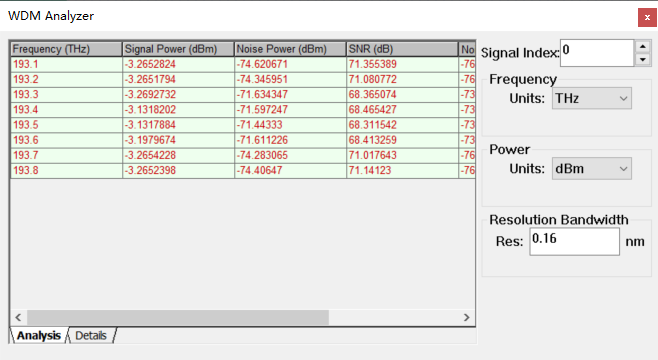 WDM Analyzer
x
Frequency (THz) Signal Power (dBm) Noise Power (dBm) SNR (dB) No
193.1 -3.2652824 -74.620671 71.355389 -76
193.2 -3.2651794 -74.345951 71.080772 -76
193.3 -3.2692732 -71.634347 68.365074 -73
193.4 -3.1318202 -71.597247 68.465427 -73
193.5 -3.1317884 -71.44333 68.311542 -73
193.6 -3.1979674 -71.611226 68.413259 -73
193.7 -3.2654228 -74.283065 71.017643 -76
193.8 -3.2652398 -74.40647 71.14123 -76
Analysis Details
Signal Index: 0
Frequency
Units: THz
Power
Units: dBm
Resolution Bandwidth
Res: 0.16 nm